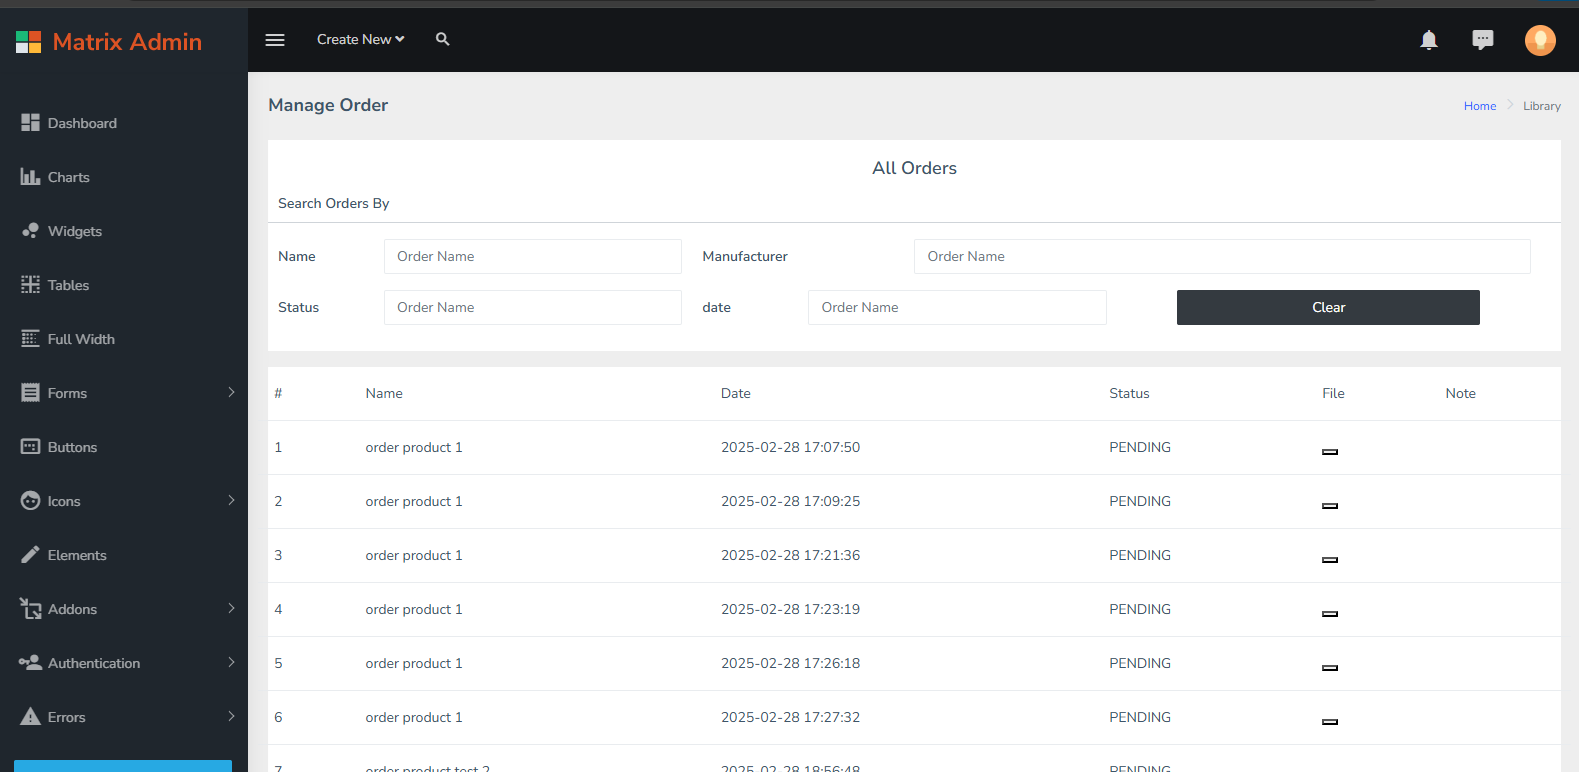 Matrix Admin
Create New
Dashboard
Charts
Widgets
Tables
Full Width
Forms
Buttons
Icons
Elements
Addons
Authentication
Errors
Manage Order
Home
Library
All Orders
Search Orders By
Name Order Name Manufacturer Order Name
Status Order Name date Order Name Clear
# Name Date Status File Note
1 order product 1 2025-02-28 17:07:50 PENDING
2 order product 1 2025-02-28 17:09:25 PENDING
3 order product 1 2025-02-28 17:21:36 PENDING
4 order product 1 2025-02-28 17:23:19 PENDING
5 order product 1 2025-02-28 17:26:18 PENDING
6 order product 1 2025-02-28 17:27:32 PENDING
7 order product test 2 2025-02-28 18:56:48 PENDING